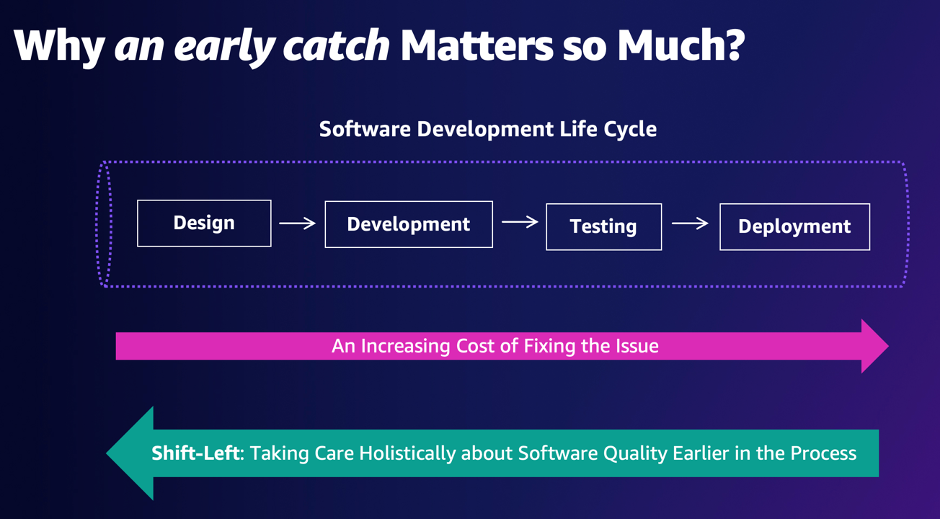 Why an early catch Matters so Much?
Software Development Life Cycle
Design
Development
Testing
Deployment
An Increasing Cost of Fixing the Issue
Shift-Left: Taking Care Holistically about Software Quality Earlier in the Process